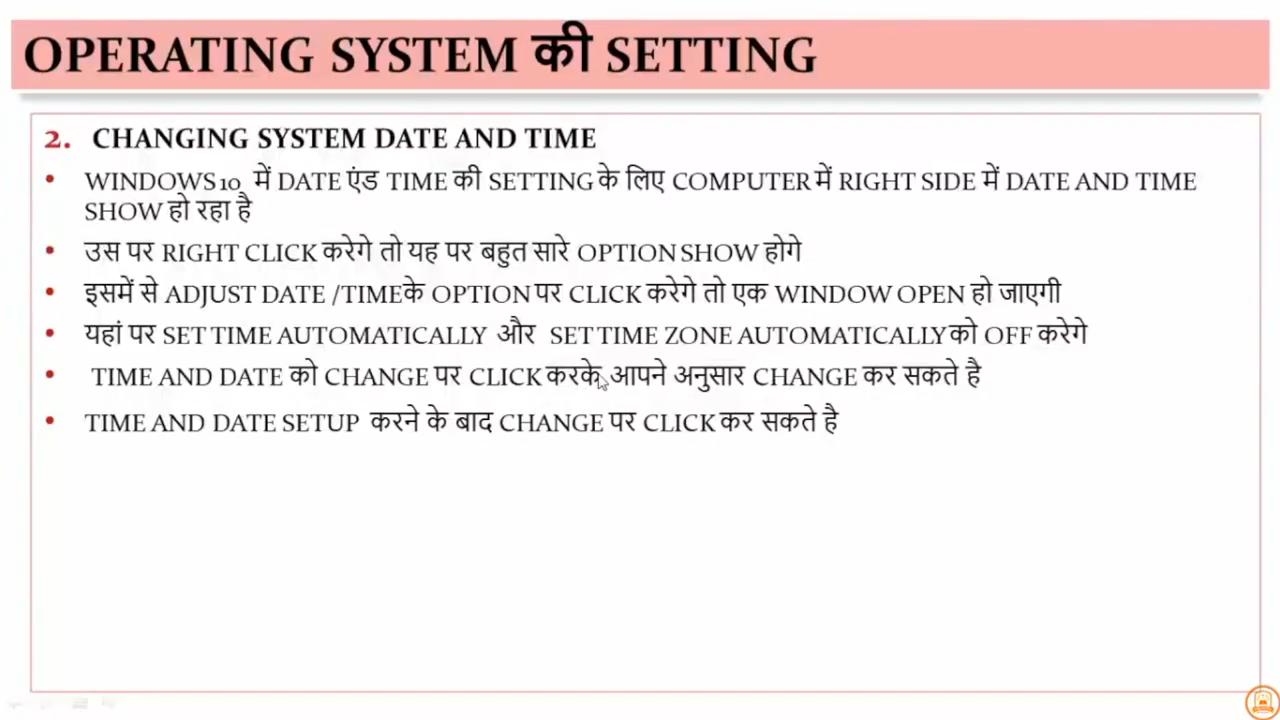 OPERATING SYSTEM की SETTING
2. CHANGING SYSTEM DATE AND TIME
• WINDOWS 10 में DATE एंड TIME की SETTING के लिए COMPUTER में RIGHT SIDE में DATE AND TIME
SHOW हो रहा है
• उस पर RIGHT CLICK करेगे तो यह पर बहुत सारे OPTION SHOW होगे
• इसमें से ADJUST DATE /TIME के OPTION पर CLICK करेगे तो एक WINDOW OPEN हो जाएगी
• यहां पर SET TIME AUTOMATICALLY और SET TIME ZONE AUTOMATICALLY को OFF करेगे
• TIME AND DATE को CHANGE पर CLICK करके आपने अनुसार CHANGE कर सकते है
• TIME AND DATE SETUP करने के बाद CHANGE पर CLICK कर सकते है